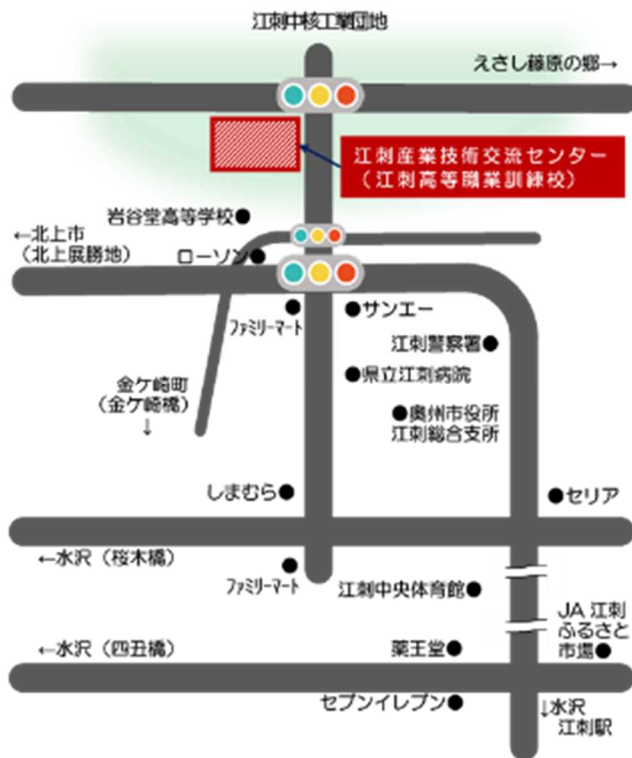 江刺中核工業団地
えさし藤原の郷→
江刺産業技術交流センター
(江刺高等職業訓練校)
岩谷堂高等学校●
←北上市
(北上展勝地)
ローソン●
ファミリーマート
●サンエー
江刺警察署●
●県立江刺病院
金ケ崎町
(金ケ崎橋)
↓
●奥州市役所
江刺総合支所
しまむら●
●セリア
←水沢(桜木橋)
ファミリーマート
江刺中央体育館●
JA江刺
ふるさと
市場●
←水沢(四丑橋)
薬王堂●
セブンイレブン●
↓水沢
江刺駅